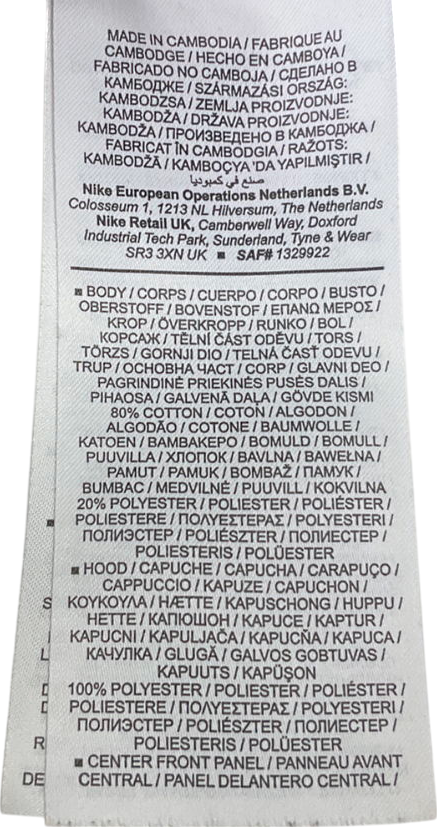 MADE IN CAMBODIA / FABRIQUE AU
CAMBODGE / HECHO EN CAMBOYA /
FABRICADO NO CAMBOJA / СДЕЛАНО В
КАМБОДЖЕ / SZÁRMAZÁSI ORSZÁG:
KAMBODZSA / ZEMLJA PROIZVODNJE:
KAMBODŽA / DRŽAVA PROIZVODNJE:
KAMBODŽA / ПРОИЗВЕДЕНО В КАМБОДЖА /
FABRICAT ÎN CAMBODGIA / RAŽOTS:
KAMBODŽĀ / KAMBOÇYA 'DA YAPILMIŞTIR /
صنع في كمبوديا
Nike European Operations Netherlands B.V.
Colosseum 1, 1213 NL Hilversum, The Netherlands
Nike Retail UK, Camberwell Way, Doxford
Industrial Tech Park, Sunderland, Tyne & Wear
SR3 3XN UK ■ SAF# 1329922
■ BODY / CORPS / CUERPO / CORPO / BUSTO /
OBERSTOFF / BOVENSTOF / ΕΠΑΝΩ ΜΕΡΟΣ /
KROP / ÖVERKROPP / RUNKO / BOL /
КОРСАЖ / TĚLNÍ ČÁST ODĚVU / TORS /
TÖRZS / GORNJI DIO / TELNÁ ČASŤ ODEVU /
TRUP / ОСНОВНА ЧАСТ / CORP / GLAVNI DEO /
PAGRINDINĖ PRIEKINĖS PUSĖS DALIS /
PIHAOSA / GALVENĀ DAĻA / GÖVDE KISMI
80% COTTON / COTON / ALGODON /
ALGODÃO / COTONE / BAUMWOLLE /
KATOEN / ΒΑΜΒΑΚΕΡΟ / BOMULD / BOMULL /
PUUVILLA / ХЛОПОК / BAVLNA / BAWEŁNA /
PAMUT / PAMUK / BOMBAŽ / ПАМУК /
BUMBAC / MEDVILNĖ / PUUVILL / KOKVILNA
20% POLYESTER / POLIESTER / POLIÉSTER /
POLIESTERE / ΠΟΛΥΕΣΤΕΡΑΣ / POLYESTERI /
ПОЛИЭСТЕР / POLIÉSZTER / ПОЛИЕСТЕР /
POLIESTERIS / POLÜESTER
■ HOOD / CAPUCHE / CAPUCHA / CARAPUÇO /
CAPPUCCIO / KAPUZE / CAPUCHON /
ΚΟΥΚΟΥΛΑ / HÆTTE / KAPUSCHONG / HUPPU /
HETTE / КАПЮШОН / KAPUCE / KAPTUR /
KAPUCNI / KAPULJAČA / KAPUCŇA / KAPUCA /
КАЧУЛКА / GLUGĂ / GALVOS GOBTUVAS /
KAPUUTS / KAPÜŞON
100% POLYESTER / POLIESTER / POLIÉSTER /
POLIESTERE / ΠΟΛΥΕΣΤΕΡΑΣ / POLYESTERI /
ПОЛИЭСТЕР / POLIÉSZTER / ПОЛИЕСТЕР /
POLIESTERIS / POLÜESTER
■ CENTER FRONT PANEL / PANNEAU AVANT
CENTRAL / PANEL DELANTERO CENTRAL /